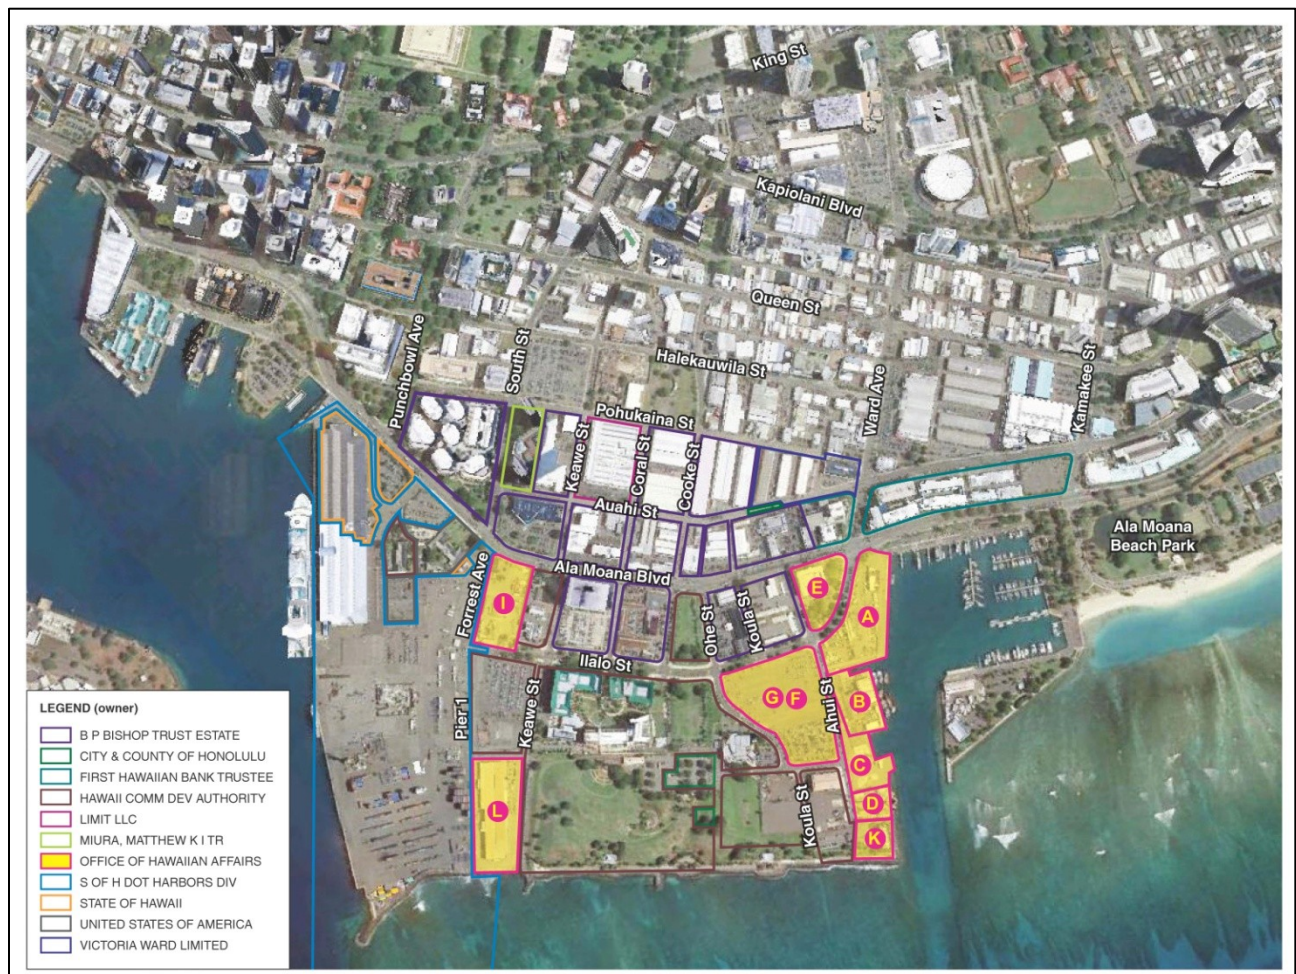 King St
Kapiolani Blvd
Queen St
Halekauwila St
Punchbowl Ave
South St
Pohukaina St
Keawe St
Coral St
Cooke St
Ward Ave
Kamakee St
Auahi St
Ala Moana Blvd
Ala Moana
Beach Park
Forrest Ave
I
E
A
Ohe St
Koula St
Ilalo St
G F
Ahui St
B
Pier 1
Keawe St
C
L
Koula St
D
K
LEGEND (owner)
B P BISHOP TRUST ESTATE
CITY & COUNTY OF HONOLULU
FIRST HAWAIIAN BANK TRUSTEE
HAWAII COMM DEV AUTHORITY
LIMIT LLC
MIURA, MATTHEW K I TR
OFFICE OF HAWAIIAN AFFAIRS
S OF H DOT HARBORS DIV
STATE OF HAWAII
UNITED STATES OF AMERICA
VICTORIA WARD LIMITED